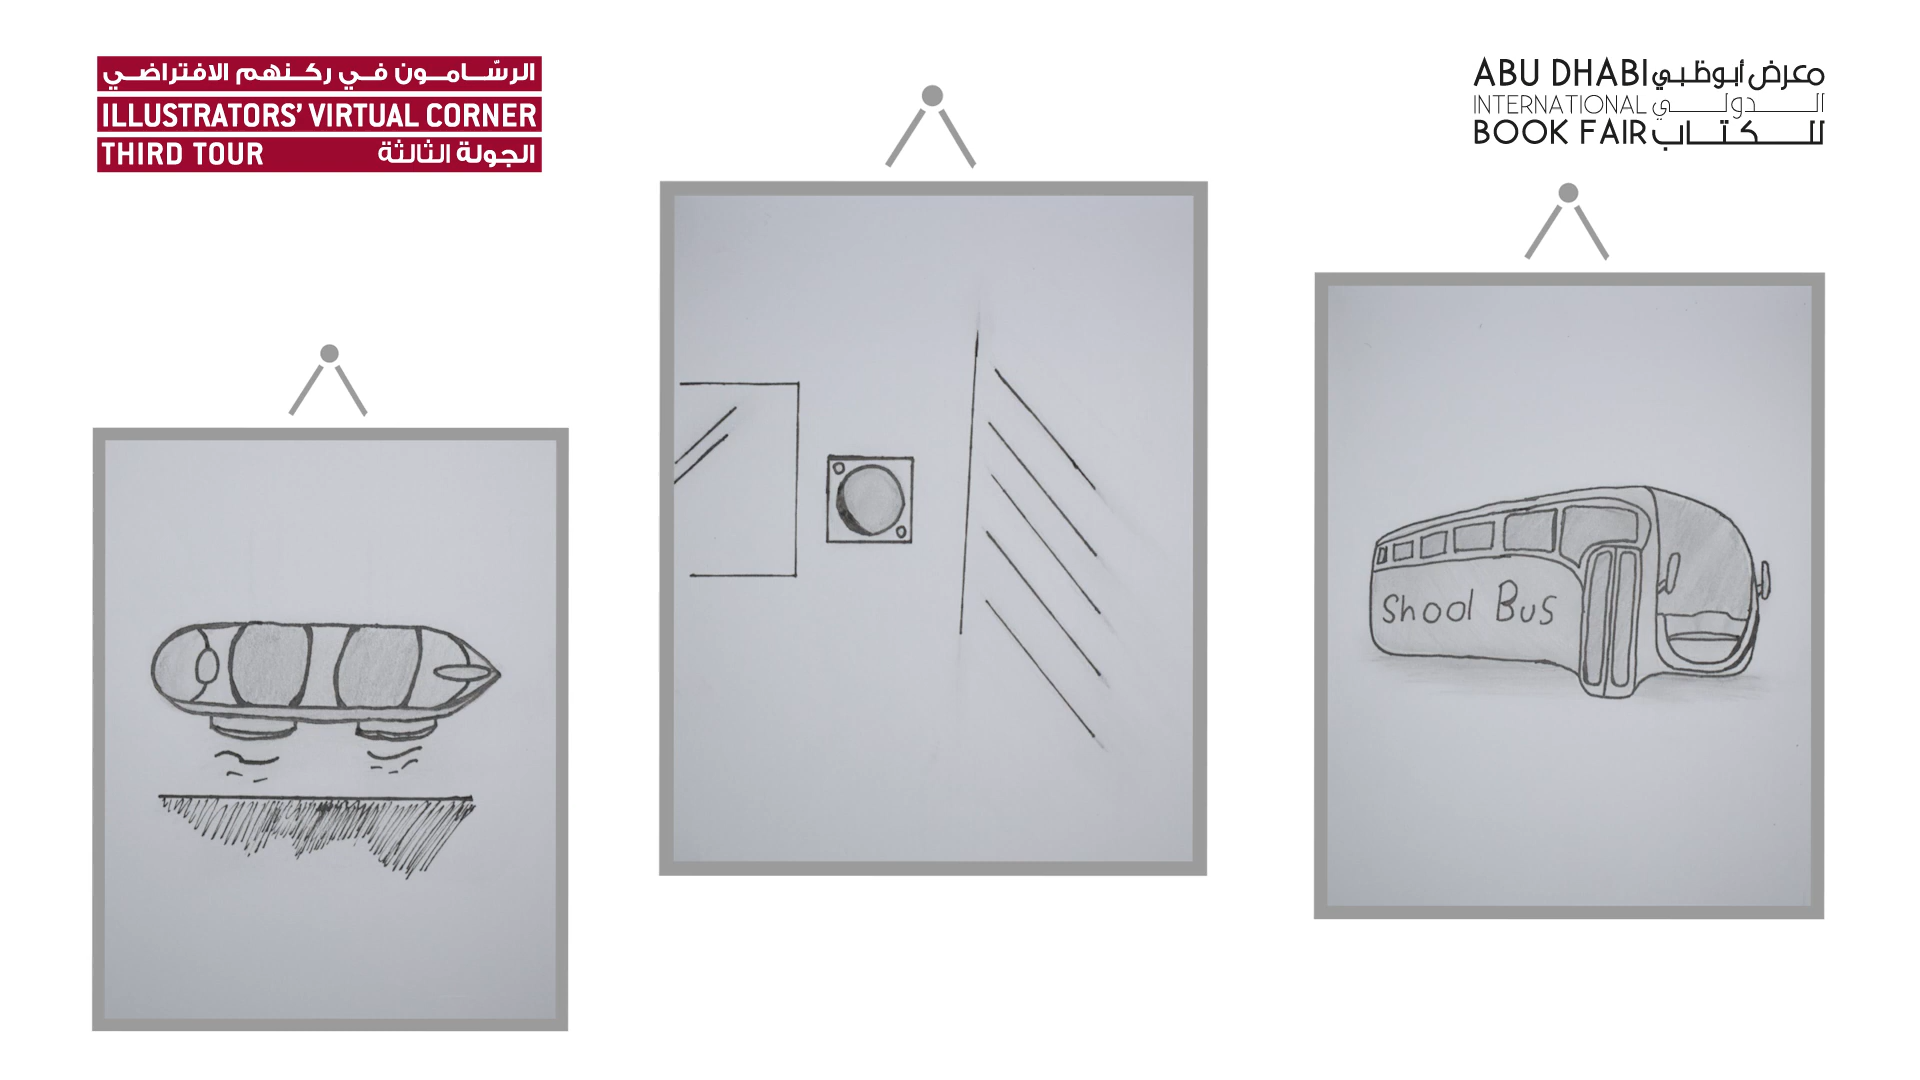 الرسّامون في ركنهم الافتراضي
ILLUSTRATORS' VIRTUAL CORNER
THIRD TOUR الجولة الثالثة
ABU DHABI معرض أبوظبي
INTERNATIONAL الدولي
BOOK FAIR للكتاب
Shool Bus